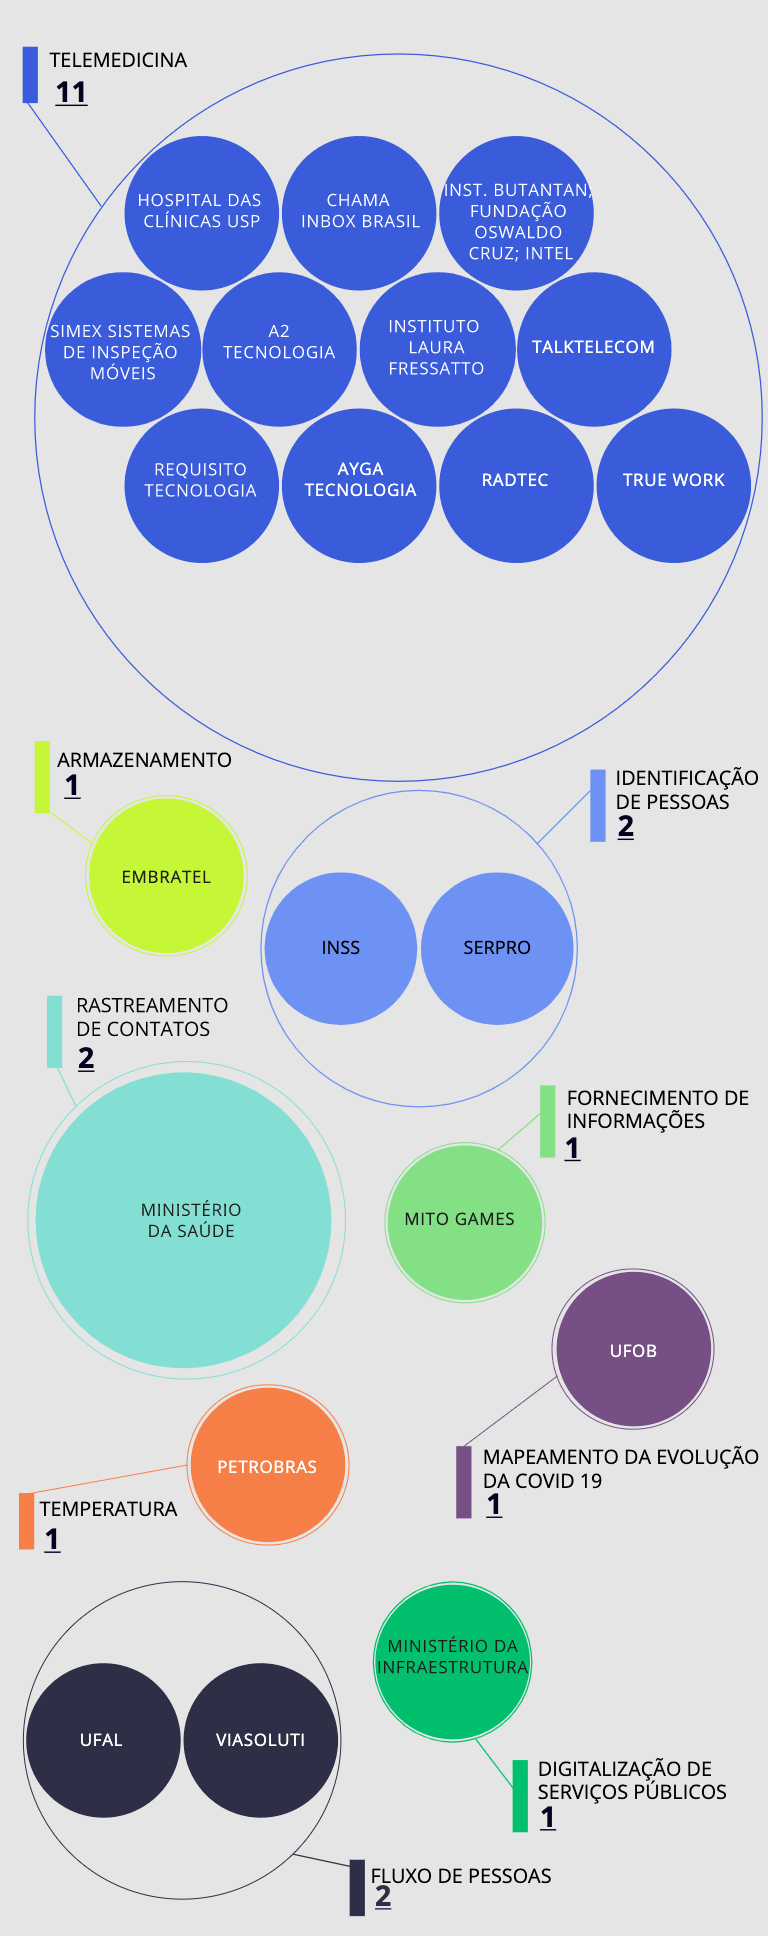 TELEMEDICINA
11
HOSPITAL DAS
CLÍNICAS USP
CHAMA
INBOX BRASIL
INST. BUTANTAN;
FUNDAÇÃO
OSWALDO
CRUZ; INTEL
SIMEX SISTEMAS
DE INSPEÇÃO
MÓVEIS
A2
TECNOLOGIA
INSTITUTO
LAURA
FRESSATTO
TALKTELECOM
REQUISITO
TECNOLOGIA
AYGA
TECNOLOGIA
RADTEC
TRUE WORK
ARMAZENAMENTO
1
EMBRATEL
IDENTIFICAÇÃO
DE PESSOAS
2
INSS
SERPRO
RASTREAMENTO
DE CONTATOS
2
MINISTÉRIO
DA SAÚDE
FORNECIMENTO DE
INFORMAÇÕES
1
MITO GAMES
UFOB
MAPEAMENTO DA EVOLUÇÃO
DA COVID 19
1
PETROBRAS
TEMPERATURA
1
UFAL
VIASOLUTI
FLUXO DE PESSOAS
2
MINISTÉRIO DA
INFRAESTRUTURA
DIGITALIZAÇÃO DE
SERVIÇOS PÚBLICOS
1